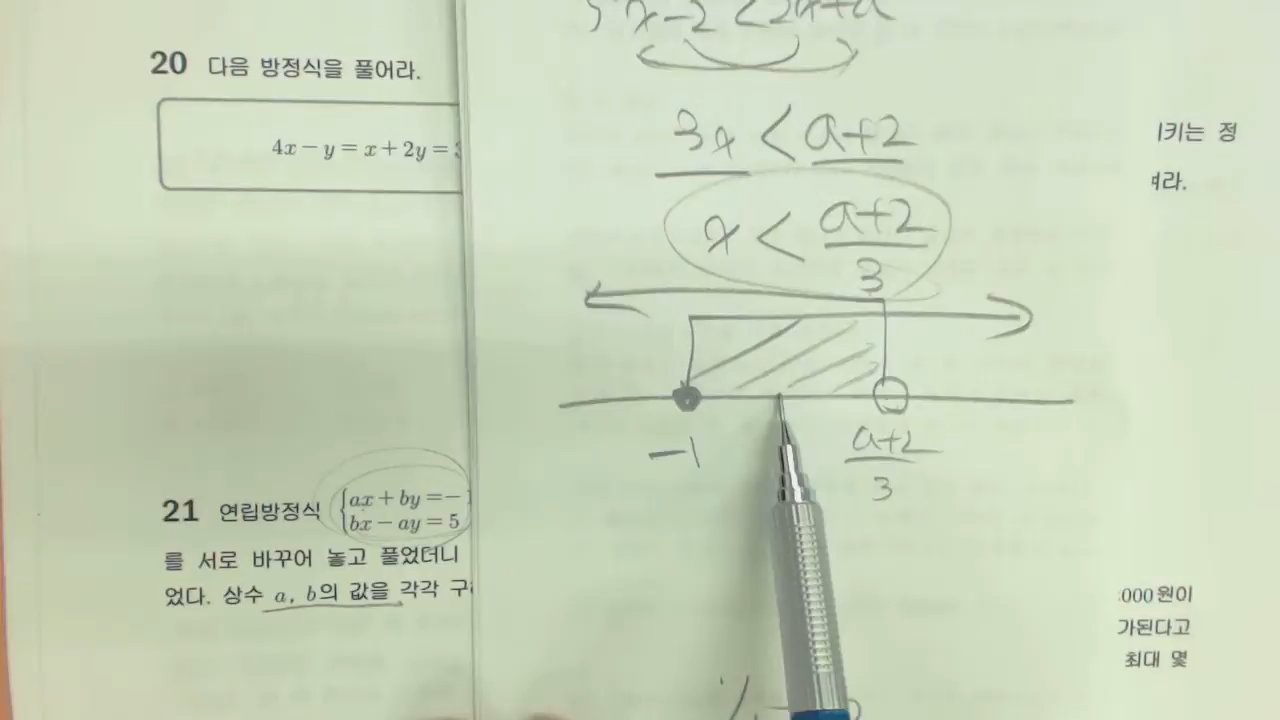 20 다음 방정식을 풀어라.
4x-y=x+2y=
21 연립방정식 { ax+by=-1
bx-ay=5
를 서로 바꾸어 놓고 풀었더니
었다. 상수 a, b의 값을 각각
x-2<2x+a
3x < a+2
x < a+2
3
-1
a+2
3
키는 정
라.
000원이
가된다고
최대 몇